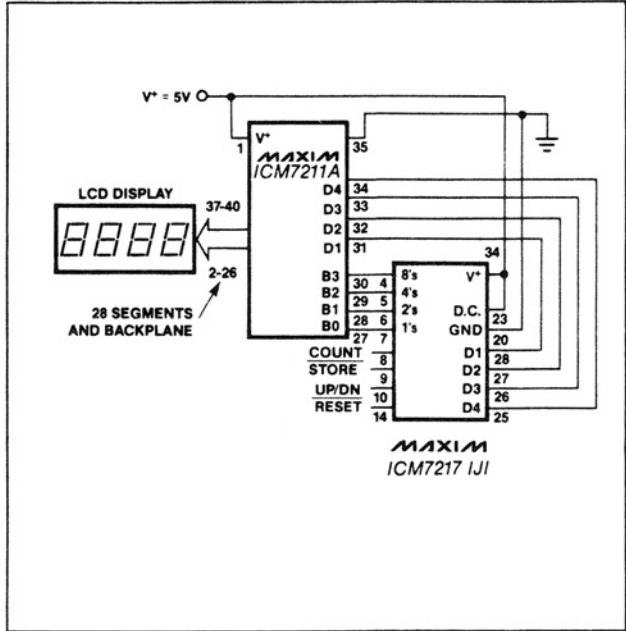 V+ = 5V
V+
1
35
MAXIM
ICM7211A
LCD DISPLAY
37-40
D4
34
D3
33
D2
32
D1
31
2-26
28 SEGMENTS
AND BACKPLANE
B3
30
B2
29
B1
28
B0
27
4
8's
5
4's
6
2's
7
1's
34
V+
D.C.
23
GND
20
D1
28
D2
27
D3
26
D4
25
COUNT
8
STORE
9
UP/DN
10
RESET
14
MAXIM
ICM7217 IJI
8888